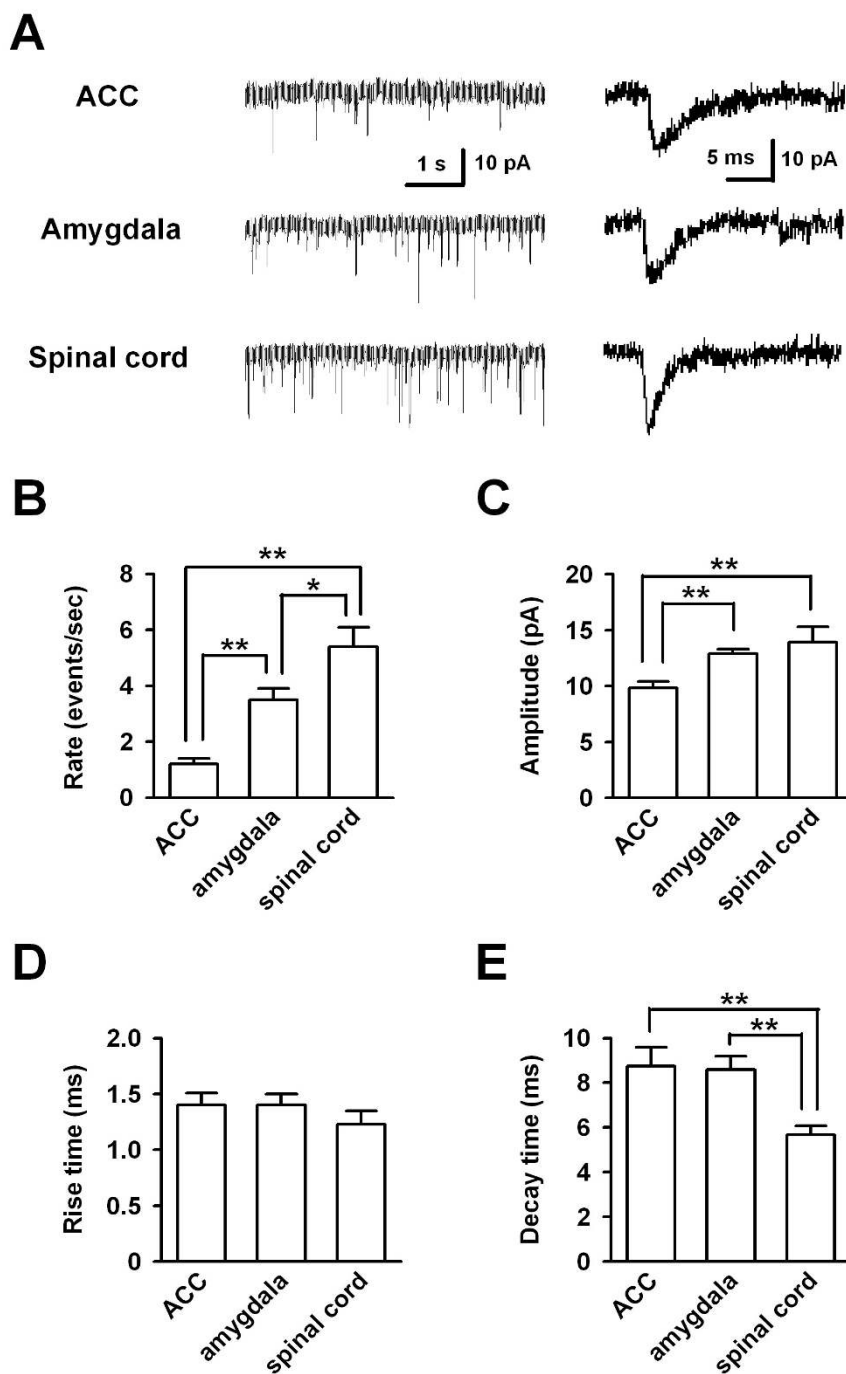 A
ACC
1 s
10 pA
5 ms
10 pA
Amygdala
Spinal cord
B
Rate (events/sec)
8
6
4
2
0
**
*
**
ACC
amygdala
spinal cord
C
Amplitude (pA)
20
15
10
5
0
**
**
ACC
amygdala
spinal cord
D
Rise time (ms)
2.0
1.5
1.0
0.5
0
ACC
amygdala
spinal cord
E
Decay time (ms)
10
8
6
4
2
0
**
**
ACC
amygdala
spinal cord